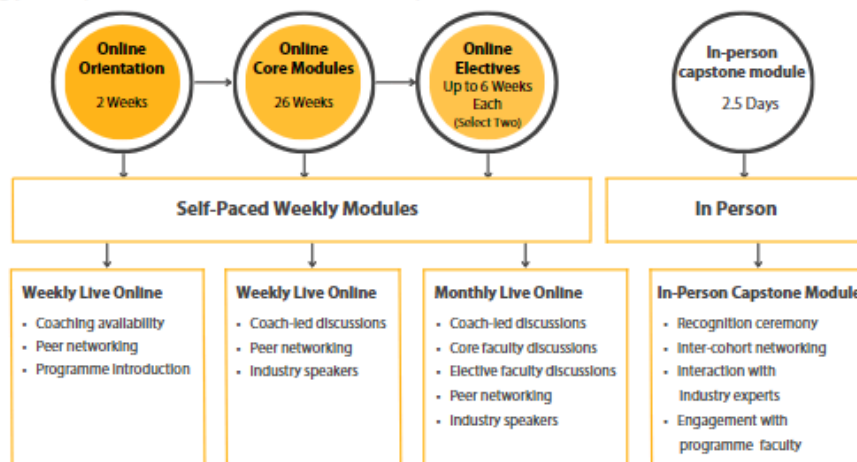 Online
Orientation
2 Weeks
Online
Core Modules
26 Weeks
Online
Electives
Up to 6 Weeks
Each
(Select Two)
In-person
capstone module
2.5 Days
Self-Paced Weekly Modules
In Person
Weekly Live Online
• Coaching availability
• Peer networking
• Programme Introduction
Weekly Live Online
• Coach-led discussions
• Peer networking
• Industry speakers
Monthly Live Online
• Coach-led discussions
• Core faculty discussions
• Elective faculty discussions
• Peer networking
• Industry speakers
In-Person Capstone Module
• Recognition ceremony
• Inter-cohort networking
• Interaction with
Industry experts
• Engagement with
programme faculty